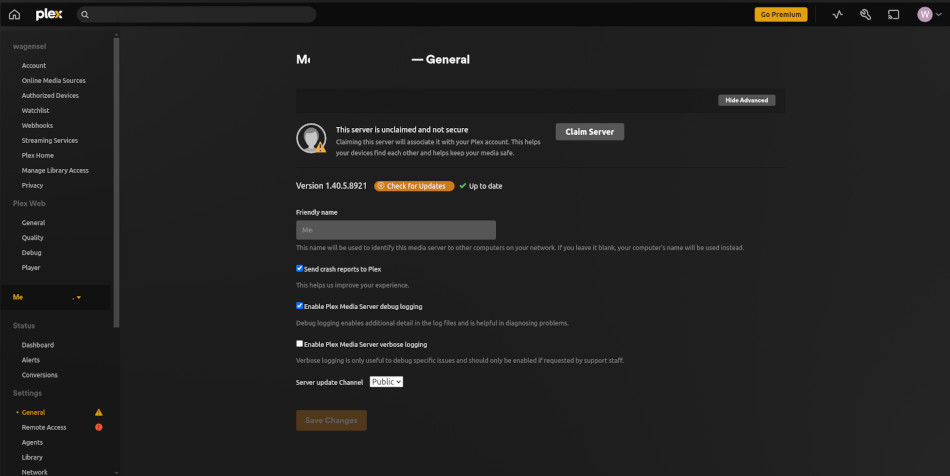 plex
Go Premium
W
wagensel
Account
Online Media Sources
Authorized Devices
Watchlist
Webhooks
Streaming Services
Plex Home
Manage Library Access
Privacy
Plex Web
General
Quality
Debug
Player
Me
Status
Dashboard
Alerts
Conversions
Settings
General
Remote Access
Agents
Library
Network
Me — General
Hide Advanced
This server is unclaimed and not secure
Claiming this server will associate it with your Plex account. This helps
your devices find each other and helps keep your media safe.
Claim Server
Version 1.40.5.8921 Check for Updates Up to date
Friendly name
Me
This name will be used to identify this media server to other computers on your network. If you leave it blank, your computer's name will be used instead.
Send crash reports to Plex
This helps us improve your experience.
Enable Plex Media Server debug logging
Debug logging enables additional detail in the log files and is helpful in diagnosing problems.
Enable Plex Media Server verbose logging
Verbose logging is only useful to debug specific issues and should only be enabled if requested by support staff.
Server update Channel Public
Save Changes